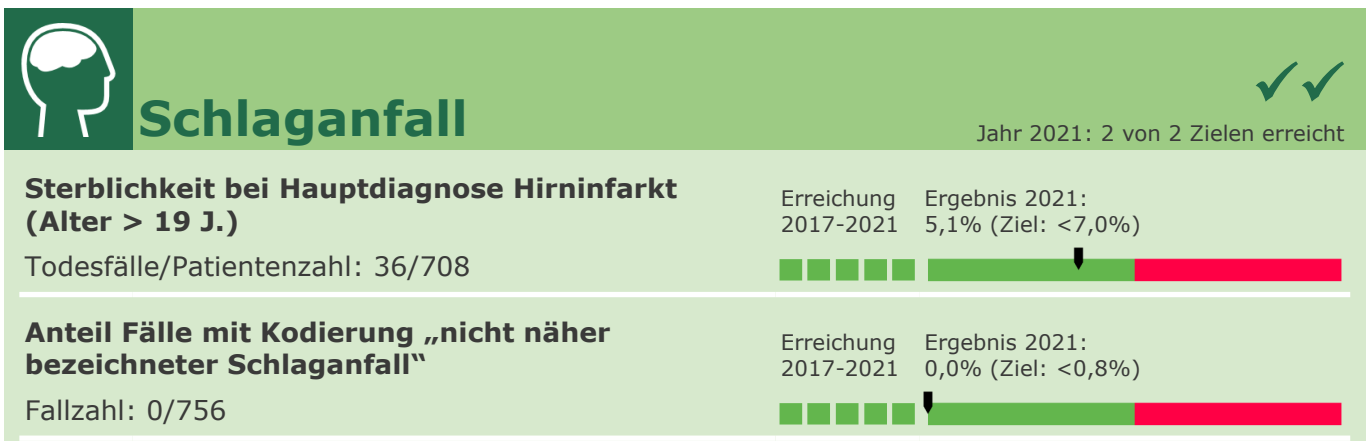 Schlaganfall
Jahr 2021: 2 von 2 Zielen erreicht
Sterblichkeit bei Hauptdiagnose Hirninfarkt
(Alter > 19 J.)
Todesfälle/Patientenzahl: 36/708
Erreichung
2017-2021
Ergebnis 2021:
5,1% (Ziel: <7,0%)
Anteil Fälle mit Kodierung „nicht näher
bezeichneter Schlaganfall“
Fallzahl: 0/756
Erreichung
2017-2021
Ergebnis 2021:
0,0% (Ziel: <0,8%)